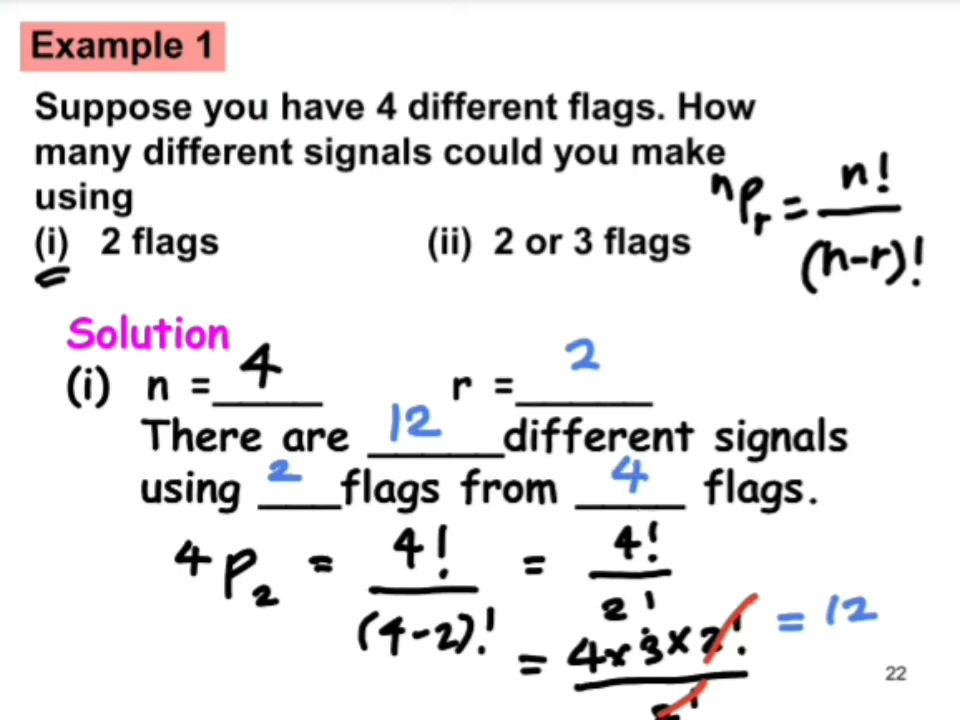 Example 1
Suppose you have 4 different flags. How
many different signals could you make
using
(i) 2 flags (ii) 2 or 3 flags
nPr = n! / (n-r)!
Solution
(i) n = 4 r = 2
There are 12 different signals
using 2 flags from 4 flags.
4P2 = 4! / (4-2)! = 4! / 2!
= 4 x 3 x 2! / 2! = 12
22